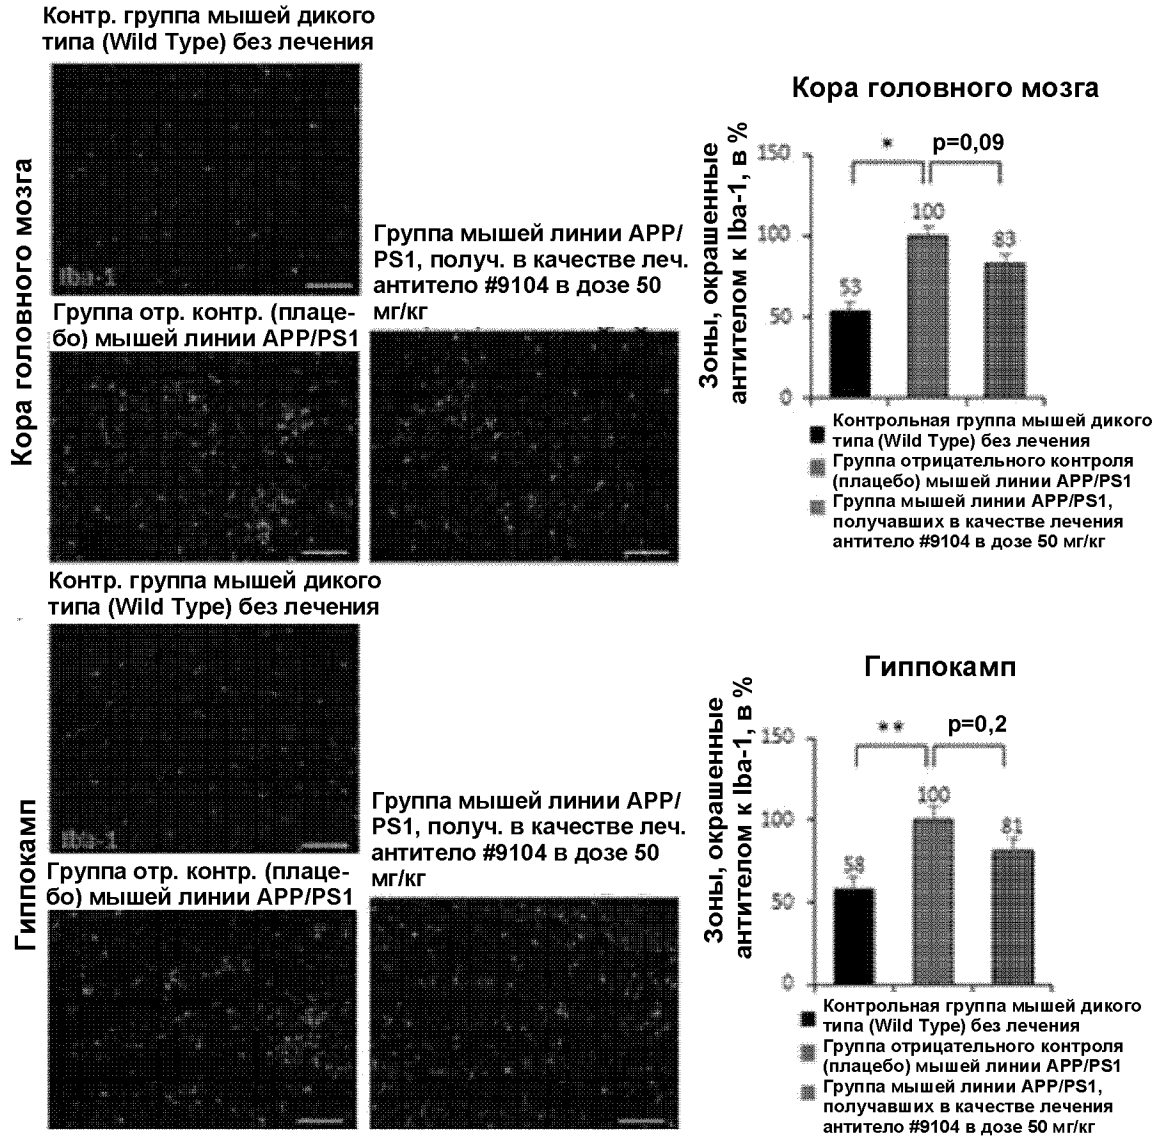 Контр. группа мышей дикого
типа (Wild Type) без лечения
Кора головного мозга
Iba-1
Группа отр. контр. (плаце-
бо) мышей линии APP/PS1
Группа мышей линии APP/
PS1, получ. в качестве леч.
антитело #9104 в дозе 50
мг/кг
Кора головного мозга
Зоны, окрашенные
антителом к Iba-1, в %
150
100
50
0
*
p=0,09
53
100
83
Контрольная группа мышей дикого
типа (Wild Type) без лечения
Группа отрицательного контроля
(плацебо) мышей линии APP/PS1
Группа мышей линии APP/PS1,
получавших в качестве лечения
антитело #9104 в дозе 50 мг/кг
Контр. группа мышей дикого
типа (Wild Type) без лечения
Гиппокамп
Iba-1
Группа отр. контр. (плаце-
бо) мышей линии APP/PS1
Группа мышей линии APP/
PS1, получ. в качестве леч.
антитело #9104 в дозе 50
мг/кг
Гиппокамп
Зоны, окрашенные
антителом к Iba-1, в %
150
100
50
0
**
p=0,2
58
100
81
Контрольная группа мышей дикого
типа (Wild Type) без лечения
Группа отрицательного контроля
(плацебо) мышей линии APP/PS1
Группа мышей линии APP/PS1,
получавших в качестве лечения
антитело #9104 в дозе 50 мг/кг